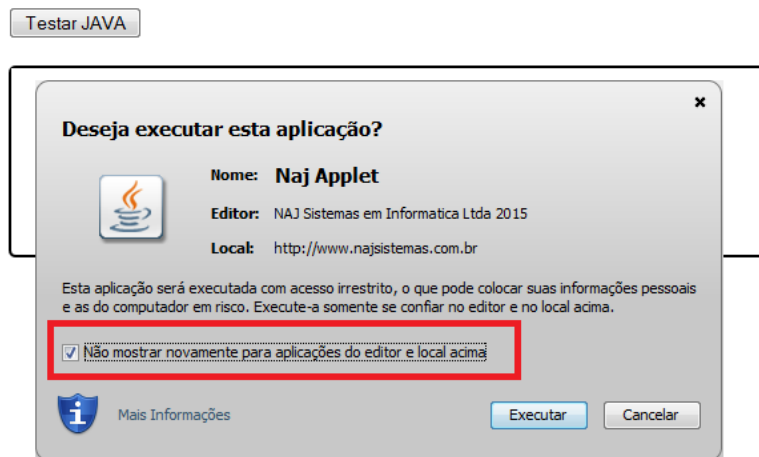 Testar JAVA
Deseja executar esta aplicação?
Nome: Naj Applet
Editor: NAJ Sistemas em Informatica Ltda 2015
Local: http://www.najsistemas.com.br
Esta aplicação será executada com acesso irrestrito, o que pode colocar suas informações pessoais
e as do computador em risco. Execute-a somente se confiar no editor e no local acima.
Não mostrar novamente para aplicações do editor e local acima
Mais Informações
Executar
Cancelar